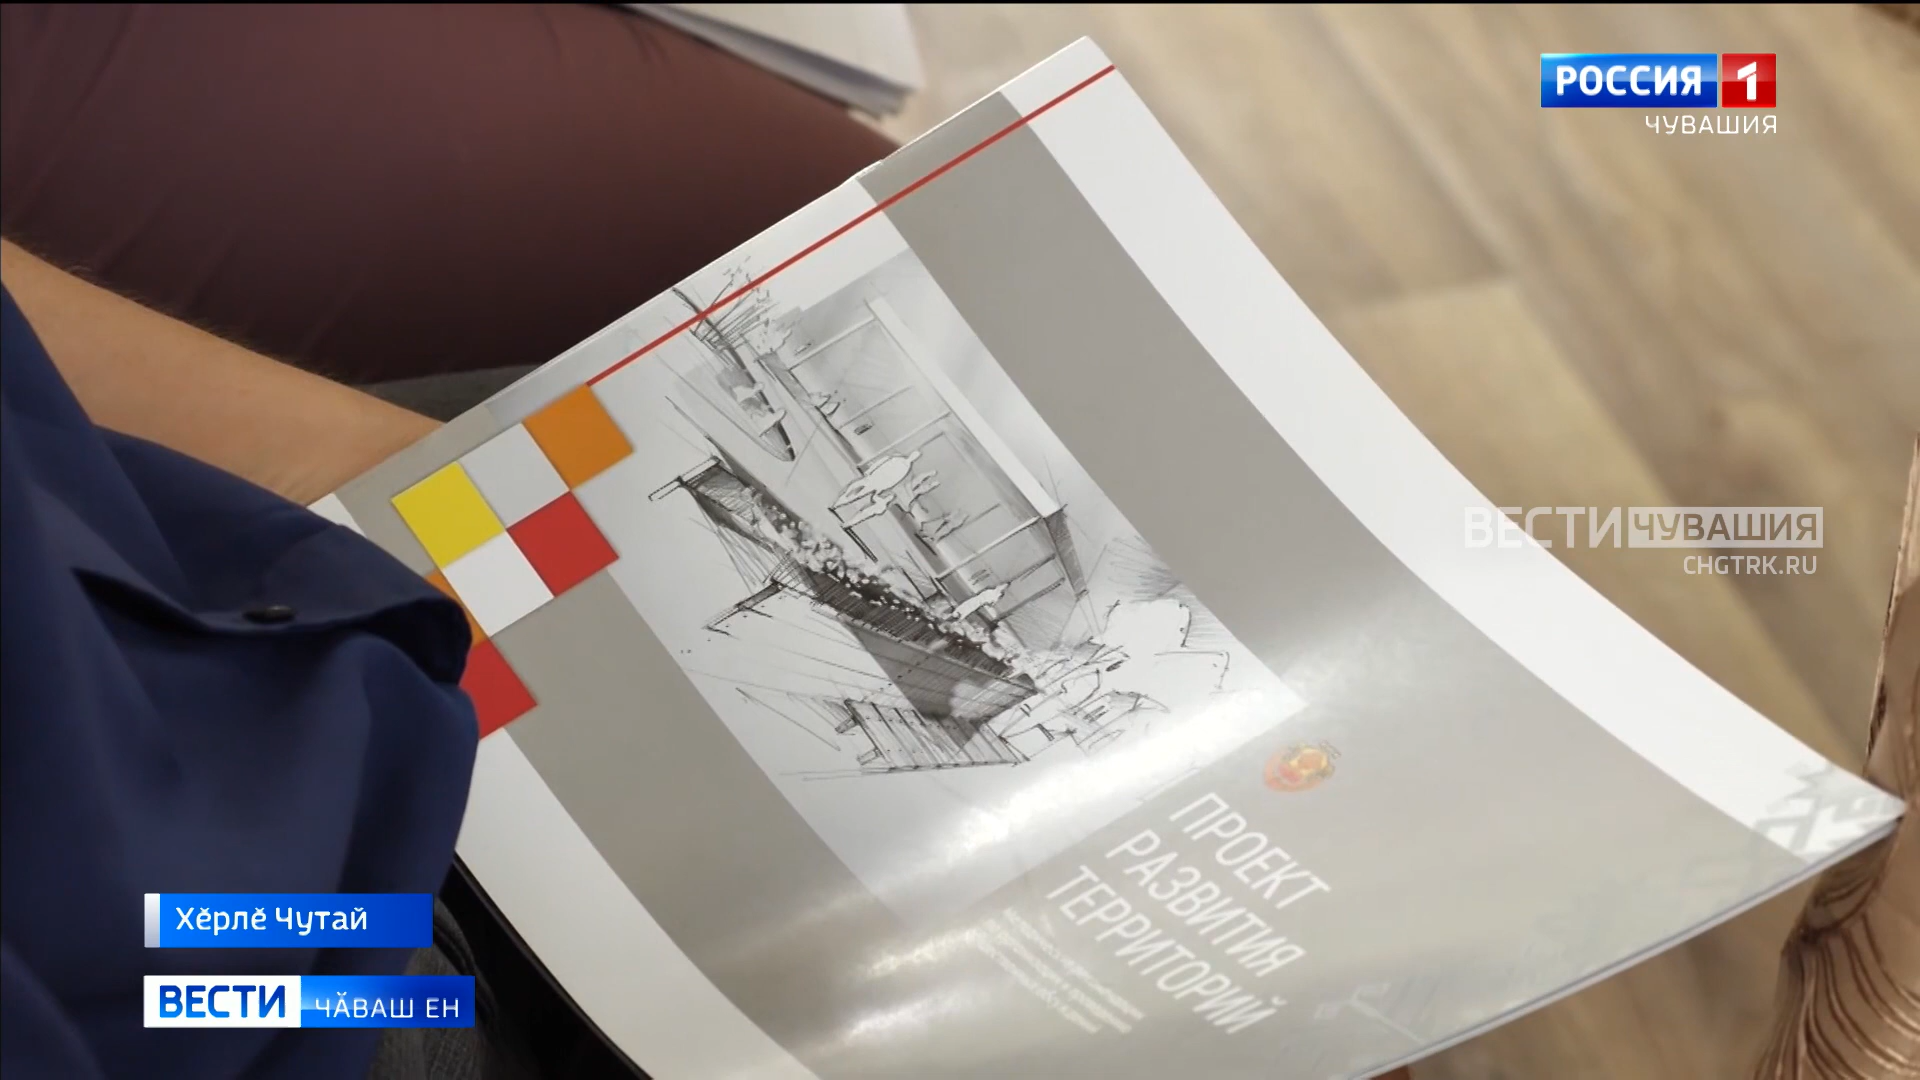 РОССИЯ 1
ЧУВАШИЯ
ВЕСТИ ЧУВАШИЯ
CHGTRK.RU
ПРОЕКТ
РАЗВИТИЯ
ТЕРРИТОРИЙ
Хӗрлӗ Чутай
ВЕСТИ ЧӐВАШ ЕН